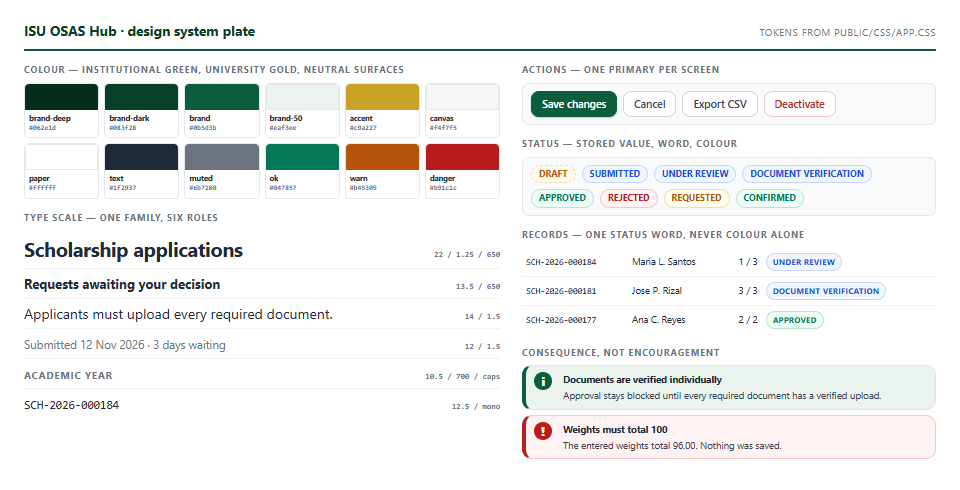 ISU OSAS Hub · design system plate
TOKENS FROM PUBLIC/CSS/APP.CSS
COLOUR — INSTITUTIONAL GREEN, UNIVERSITY GOLD, NEUTRAL SURFACES
brand-deep brand-dark brand brand-50 accent canvas
#062e1d #083f28 #0b5d3b #eaf3ee #c9a227 #f4f7f5
paper text muted ok warn danger
#ffffff #1f2937 #6b7280 #047857 #b45309 #b91c1c
TYPE SCALE — ONE FAMILY, SIX ROLES
Scholarship applications 22 / 1.25 / 650
Requests awaiting your decision 13.5 / 650
Applicants must upload every required document. 14 / 1.5
Submitted 12 Nov 2026 · 3 days waiting 12 / 1.5
ACADEMIC YEAR 10.5 / 700 / caps
SCH-2026-000184 12.5 / mono
ACTIONS — ONE PRIMARY PER SCREEN
Save changes Cancel Export CSV Deactivate
STATUS — STORED VALUE, WORD, COLOUR
DRAFT SUBMITTED UNDER REVIEW DOCUMENT VERIFICATION
APPROVED REJECTED REQUESTED CONFIRMED
RECORDS — ONE STATUS WORD, NEVER COLOUR ALONE
SCH-2026-000184 Maria L. Santos 1 / 3 UNDER REVIEW
SCH-2026-000181 Jose P. Rizal 3 / 3 DOCUMENT VERIFICATION
SCH-2026-000177 Ana C. Reyes 2 / 2 APPROVED
CONSEQUENCE, NOT ENCOURAGEMENT
Documents are verified individually
Approval stays blocked until every required document has a verified upload.
Weights must total 100
The entered weights total 96.00. Nothing was saved.